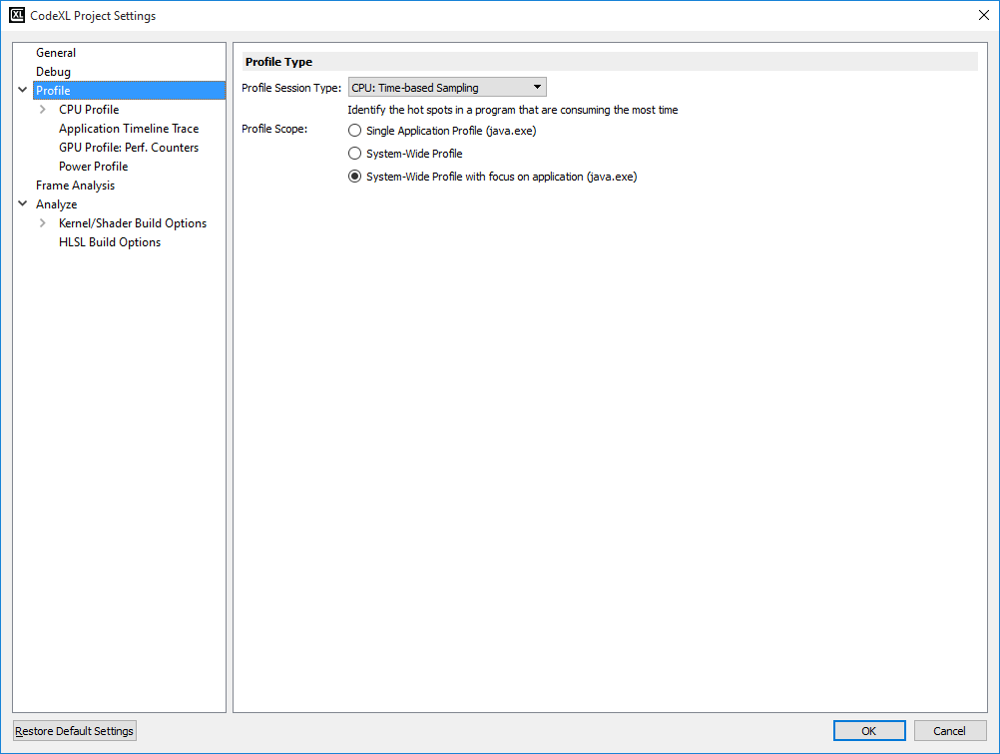 XL CodeXL Project Settings
General
Debug
Profile
CPU Profile
Application Timeline Trace
GPU Profile: Perf. Counters
Power Profile
Frame Analysis
Analyze
Kernel/Shader Build Options
HLSL Build Options
Profile Type
Profile Session Type: CPU: Time-based Sampling
Identify the hot spots in a program that are consuming the most time
Profile Scope: Single Application Profile (java.exe)
System-Wide Profile
System-Wide Profile with focus on application (java.exe)
Restore Default Settings OK Cancel